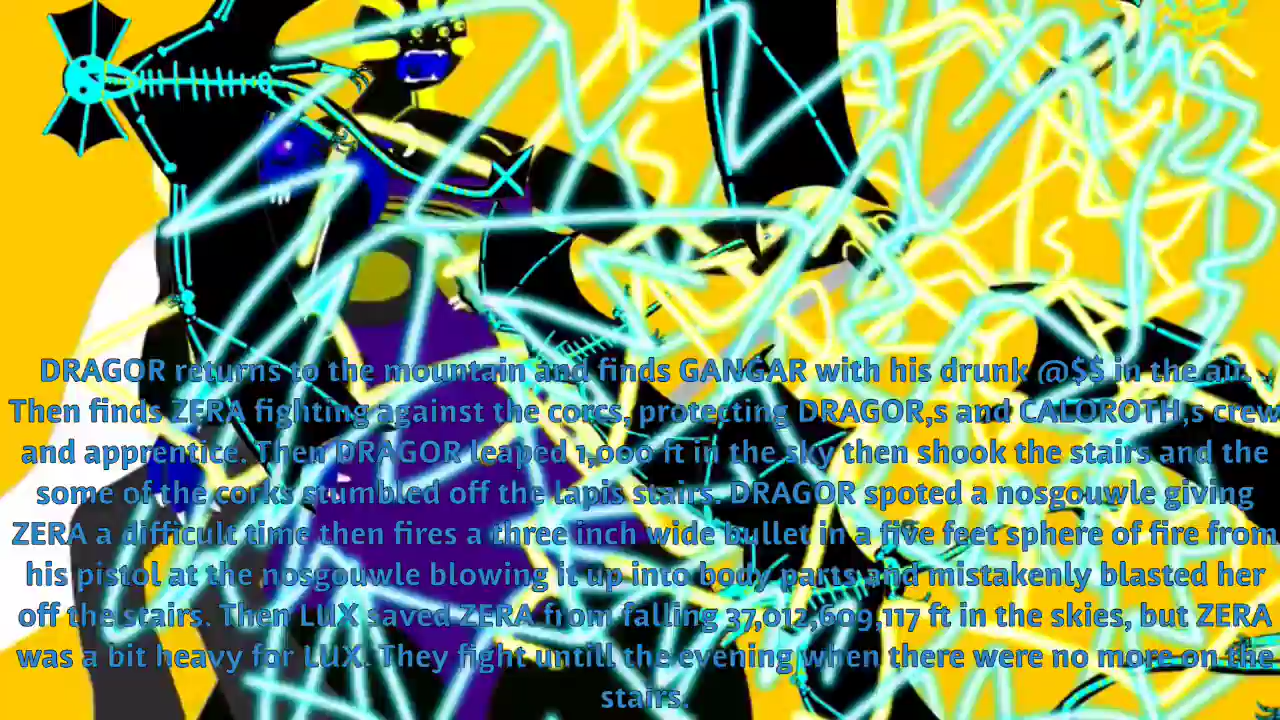 DRAGOR returns to the mountain and finds GANGAR with his drunk @$$ in the air.
Then finds ZERA fighting against the corcs, protecting DRAGOR,s and CALOROTH,s crew
and apprentice. Then DRAGOR leaped 1,000 ft in the sky then shook the stairs and the
some of the corks stumbled off the lapis stairs. DRAGOR spoted a nosgouwle giving
ZERA a difficult time then fires a three inch wide bullet in a five feet sphere of fire from
his pistol at the nosgouwle blowing it up into body parts and mistakenly blasted her
off the stairs. Then LUX saved ZERA from falling 37,012,609,117 ft in the skies, but ZERA
was a bit heavy for LUX. They fight untill the evening when there were no more on the
stairs.